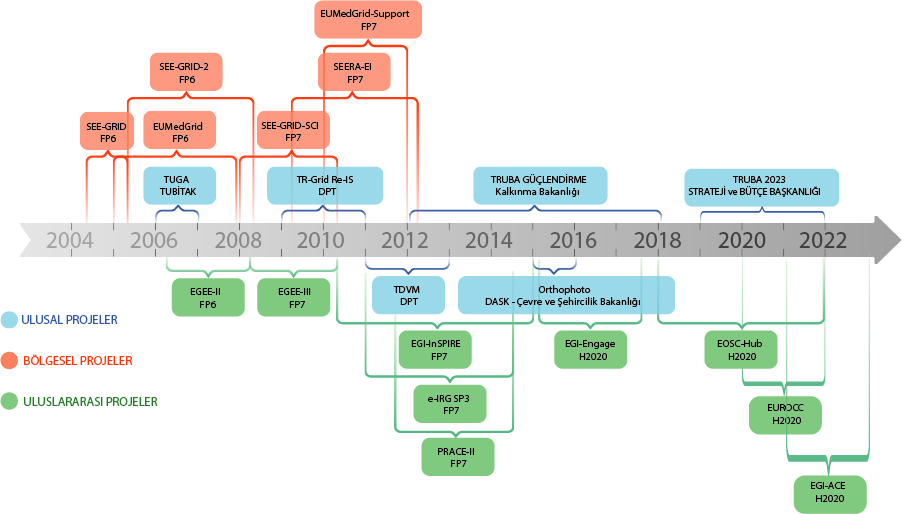 EUMedGrid-Support
FP7
SEE-GRID-2
FP6
SEERA-EI
FP7
SEE-GRID
FP6
EUMedGrid
FP6
SEE-GRID-SCI
FP7
TUGA
TUBİTAK
TR-Grid Re-IS
DPT
TRUBA GÜÇLENDİRME
Kalkınma Bakanlığı
TRUBA 2023
STRATEJİ ve BÜTÇE BAŞKANLIĞI
2004 2006 2008 2010 2012 2014 2016 2018 2020 2022
EGEE-II
FP6
EGEE-III
FP7
TDVM
DPT
Orthophoto
DASK - Çevre ve Şehircilik Bakanlığı
ULUSAL PROJELER
EGI-InSPIRE
FP7
EGI-Engage
H2020
EOSC-Hub
H2020
BÖLGESEL PROJELER
e-IRG SP3
FP7
ULUSLARARASI PROJELER
EUROCC
H2020
PRACE-II
FP7
EGI-ACE
H2020